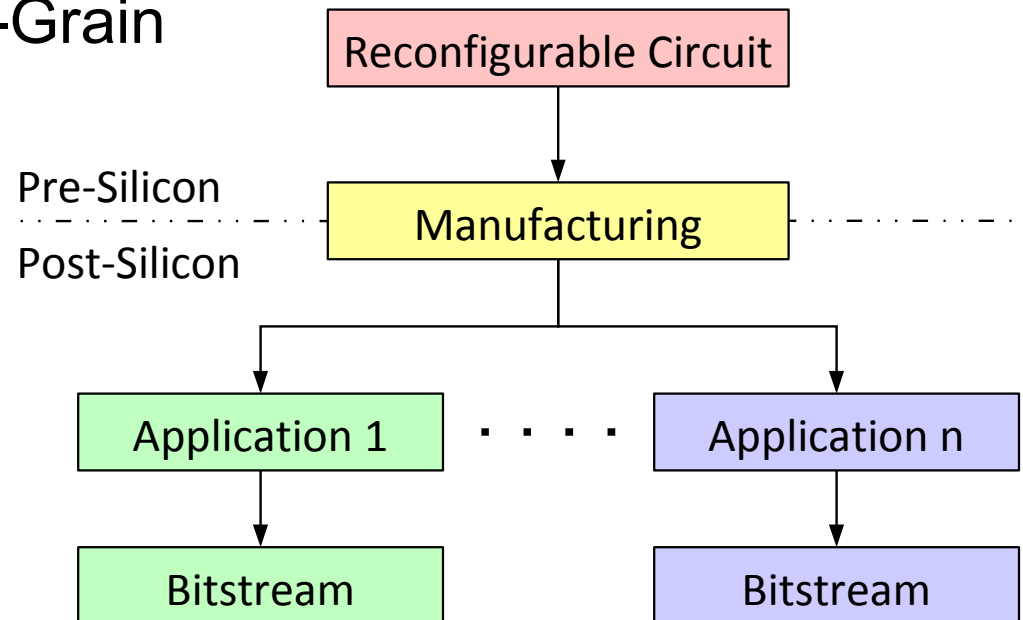 -Grain
Reconfigurable Circuit
Pre-Silicon
Manufacturing
Post-Silicon
Application 1
. . . .
Application n
Bitstream
Bitstream